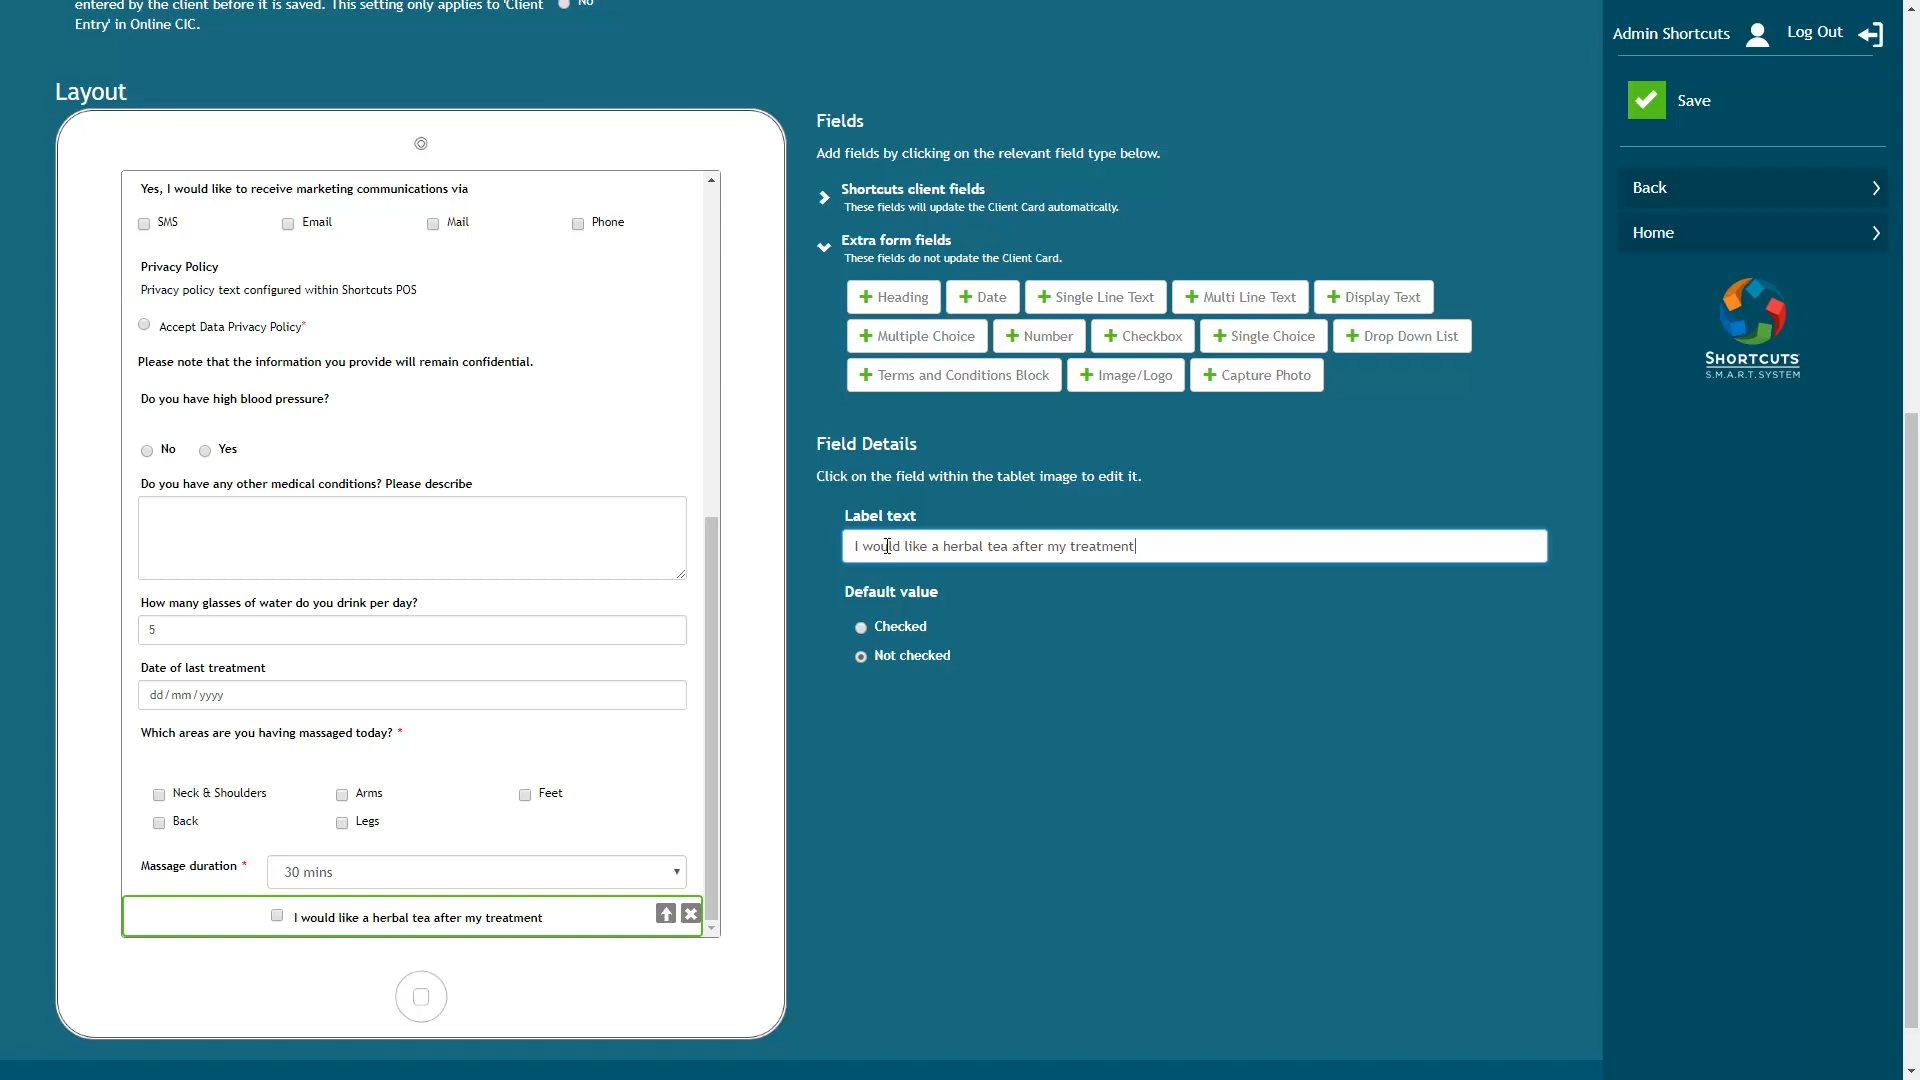 entered by the client before it is saved. This setting only applies to 'Client
No
Entry' in Online CIC.
Layout
Yes, I would like to receive marketing communications via
SMS
Email
Mail
Phone
Privacy Policy
Privacy policy text configured within Shortcuts POS
Accept Data Privacy Policy*
Please note that the information you provide will remain confidential.
Do you have high blood pressure?
No
Yes
Do you have any other medical conditions? Please describe
How many glasses of water do you drink per day?
5
Date of last treatment
dd/mm/yyyy
Which areas are you having massaged today? *
Neck & Shoulders
Arms
Feet
Back
Legs
Massage duration *
30 mins
I would like a herbal tea after my treatment
Fields
Add fields by clicking on the relevant field type below.
Shortcuts client fields
These fields will update the Client Card automatically.
Extra form fields
These fields do not update the Client Card.
Heading
Date
Single Line Text
Multi Line Text
Display Text
Multiple Choice
Number
Checkbox
Single Choice
Drop Down List
Terms and Conditions Block
Image/Logo
Capture Photo
Field Details
Click on the field within the tablet image to edit it.
Label text
I would like a herbal tea after my treatment
Default value
Checked
Not checked
Admin Shortcuts
Log Out
Save
Back
Home
SHORTCUTS
S.M.A.R.T. SYSTEM